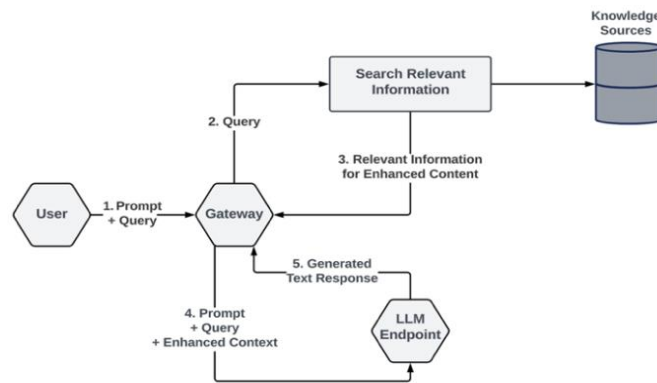 Knowledge
Sources
Search Relevant
Information
2. Query
3. Relevant Information
for Enhanced Content
User
1. Prompt
+ Query
Gateway
5. Generated
Text Response
4. Prompt
+ Query
+ Enhanced Context
LLM
Endpoint